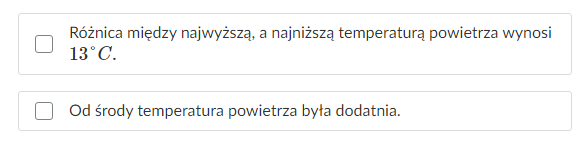 Różnica między najwyższą, a najniższą temperaturą powietrza wynosi
13°C.
Od środy temperatura powietrza była dodatnia.